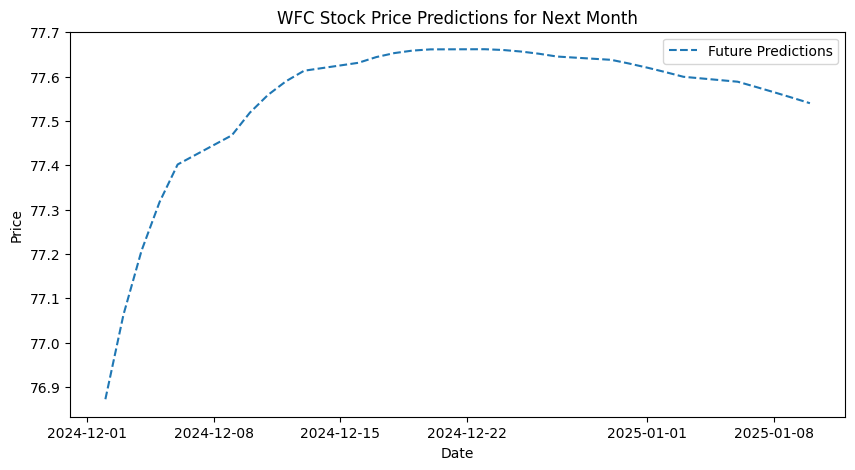 WFC Stock Price Predictions for Next Month
Future Predictions
77.7
77.6
77.5
77.4
77.3
77.2
77.1
77.0
76.9
Price
2024-12-01 2024-12-08 2024-12-15 2024-12-22 2025-01-01 2025-01-08
Date